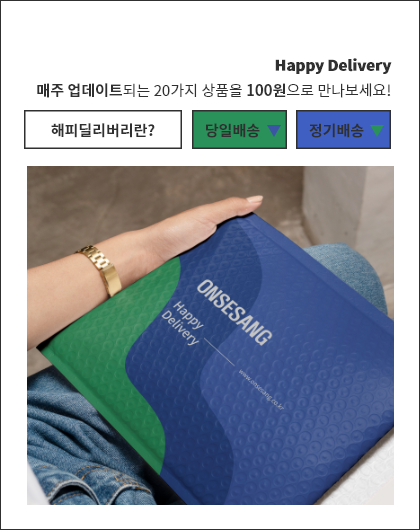 Happy Delivery
매주 업데이트되는 20가지 상품을 100원으로 만나보세요!
해피딜리버리란?
당일배송 ▼
정기배송 ▼
ONSESANG
Happy
Delivery
www.onsesang.co.kr